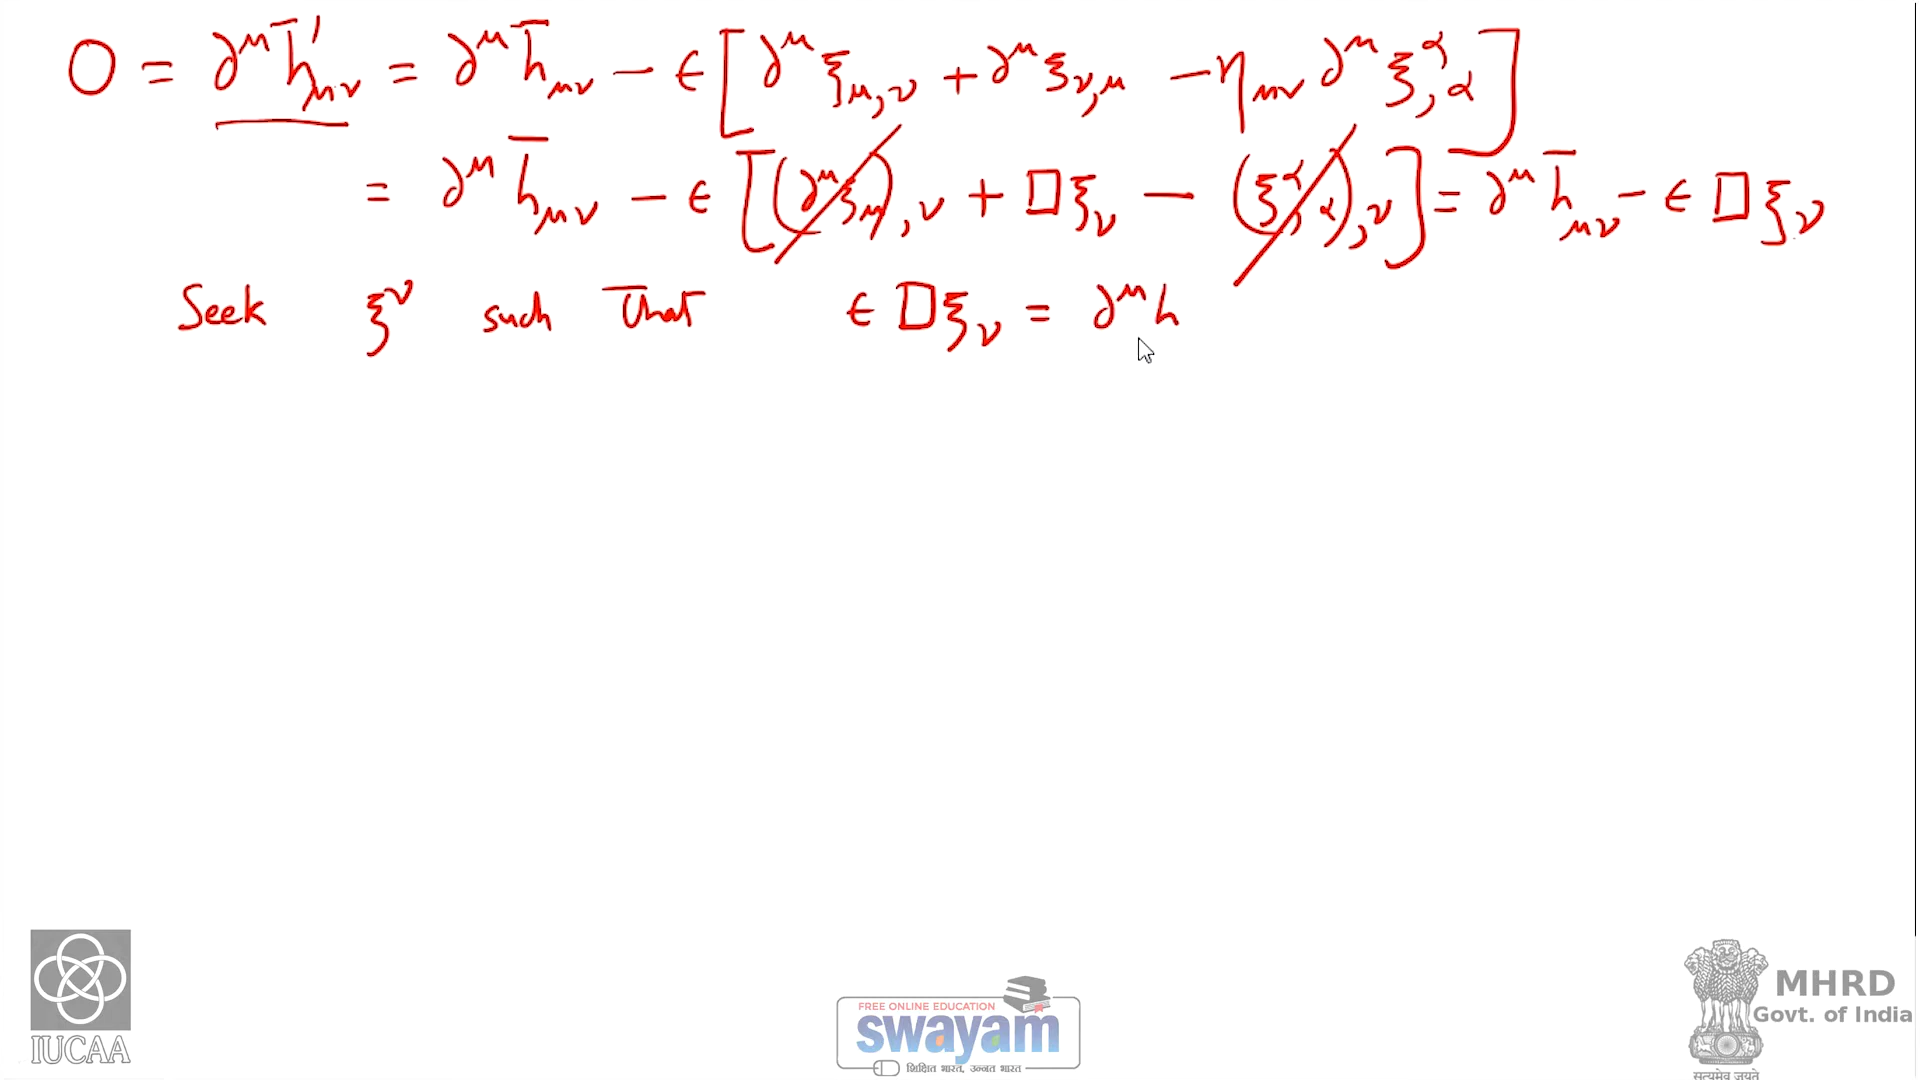 0 = ∂^μ h̄'_μν = ∂^μ h̄_μν − ϵ [ ∂^μ ξ_μ,ν + ∂^μ ξ_ν,μ − η_μν ∂^μ ξ^α_,α ]
= ∂^μ h̄_μν − ϵ [ (∂^μ ξ_μ)_,ν + □ξ_ν − (ξ^α_,α)_,ν ] = ∂^μ h̄_μν − ϵ □ ξ_ν
Seek ξ^ν such that ϵ □ξ_ν = ∂^μ h
IUCAA
FREE ONLINE EDUCATION
swayam
शिक्षित भारत, उन्नत भारत
MHRD
Govt. of India
सत्यमेव जयते